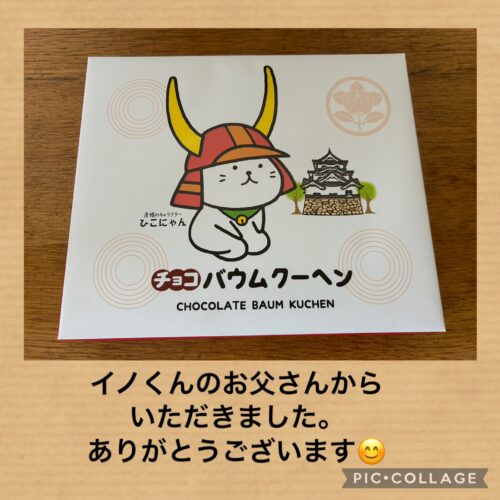 彦根のキャラクター
ひこにゃん
チョコバウムクーヘン
CHOCOLATE BAUM KUCHEN
イノくんのお父さんから
いただきました。
ありがとうございます😊
PIC•COLLAGE